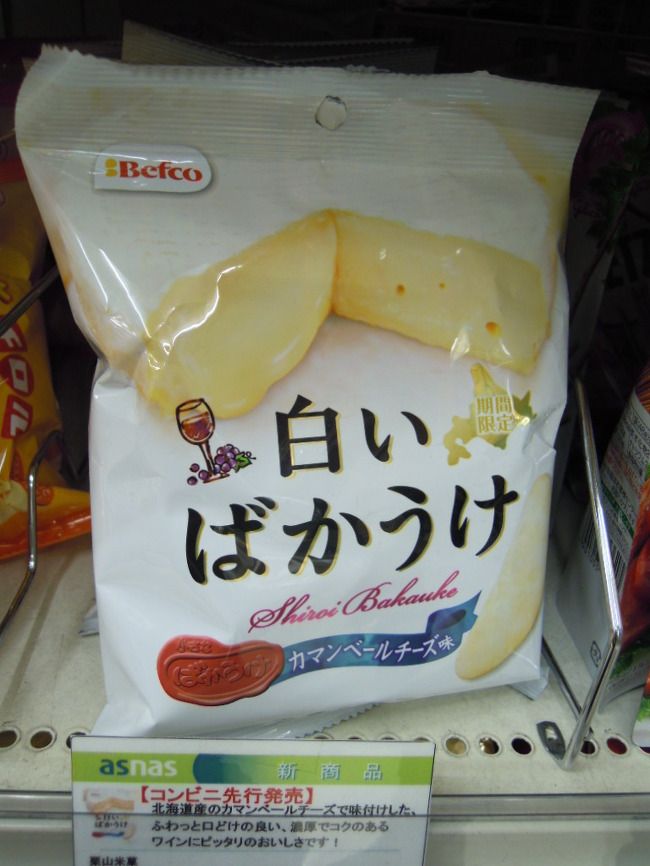 Befco
期間
限定
白い
ばかうけ
Shiroi Bakauke
ばかうけ
カマンベールチーズ味
asnas
新商品
【コンビニ先行発売】
北海道産のカマンベールチーズで味付けした、
ふわっと口どけの良い、濃厚でコクのある
ワインにピッタリのおいしさです!
栗山米菓